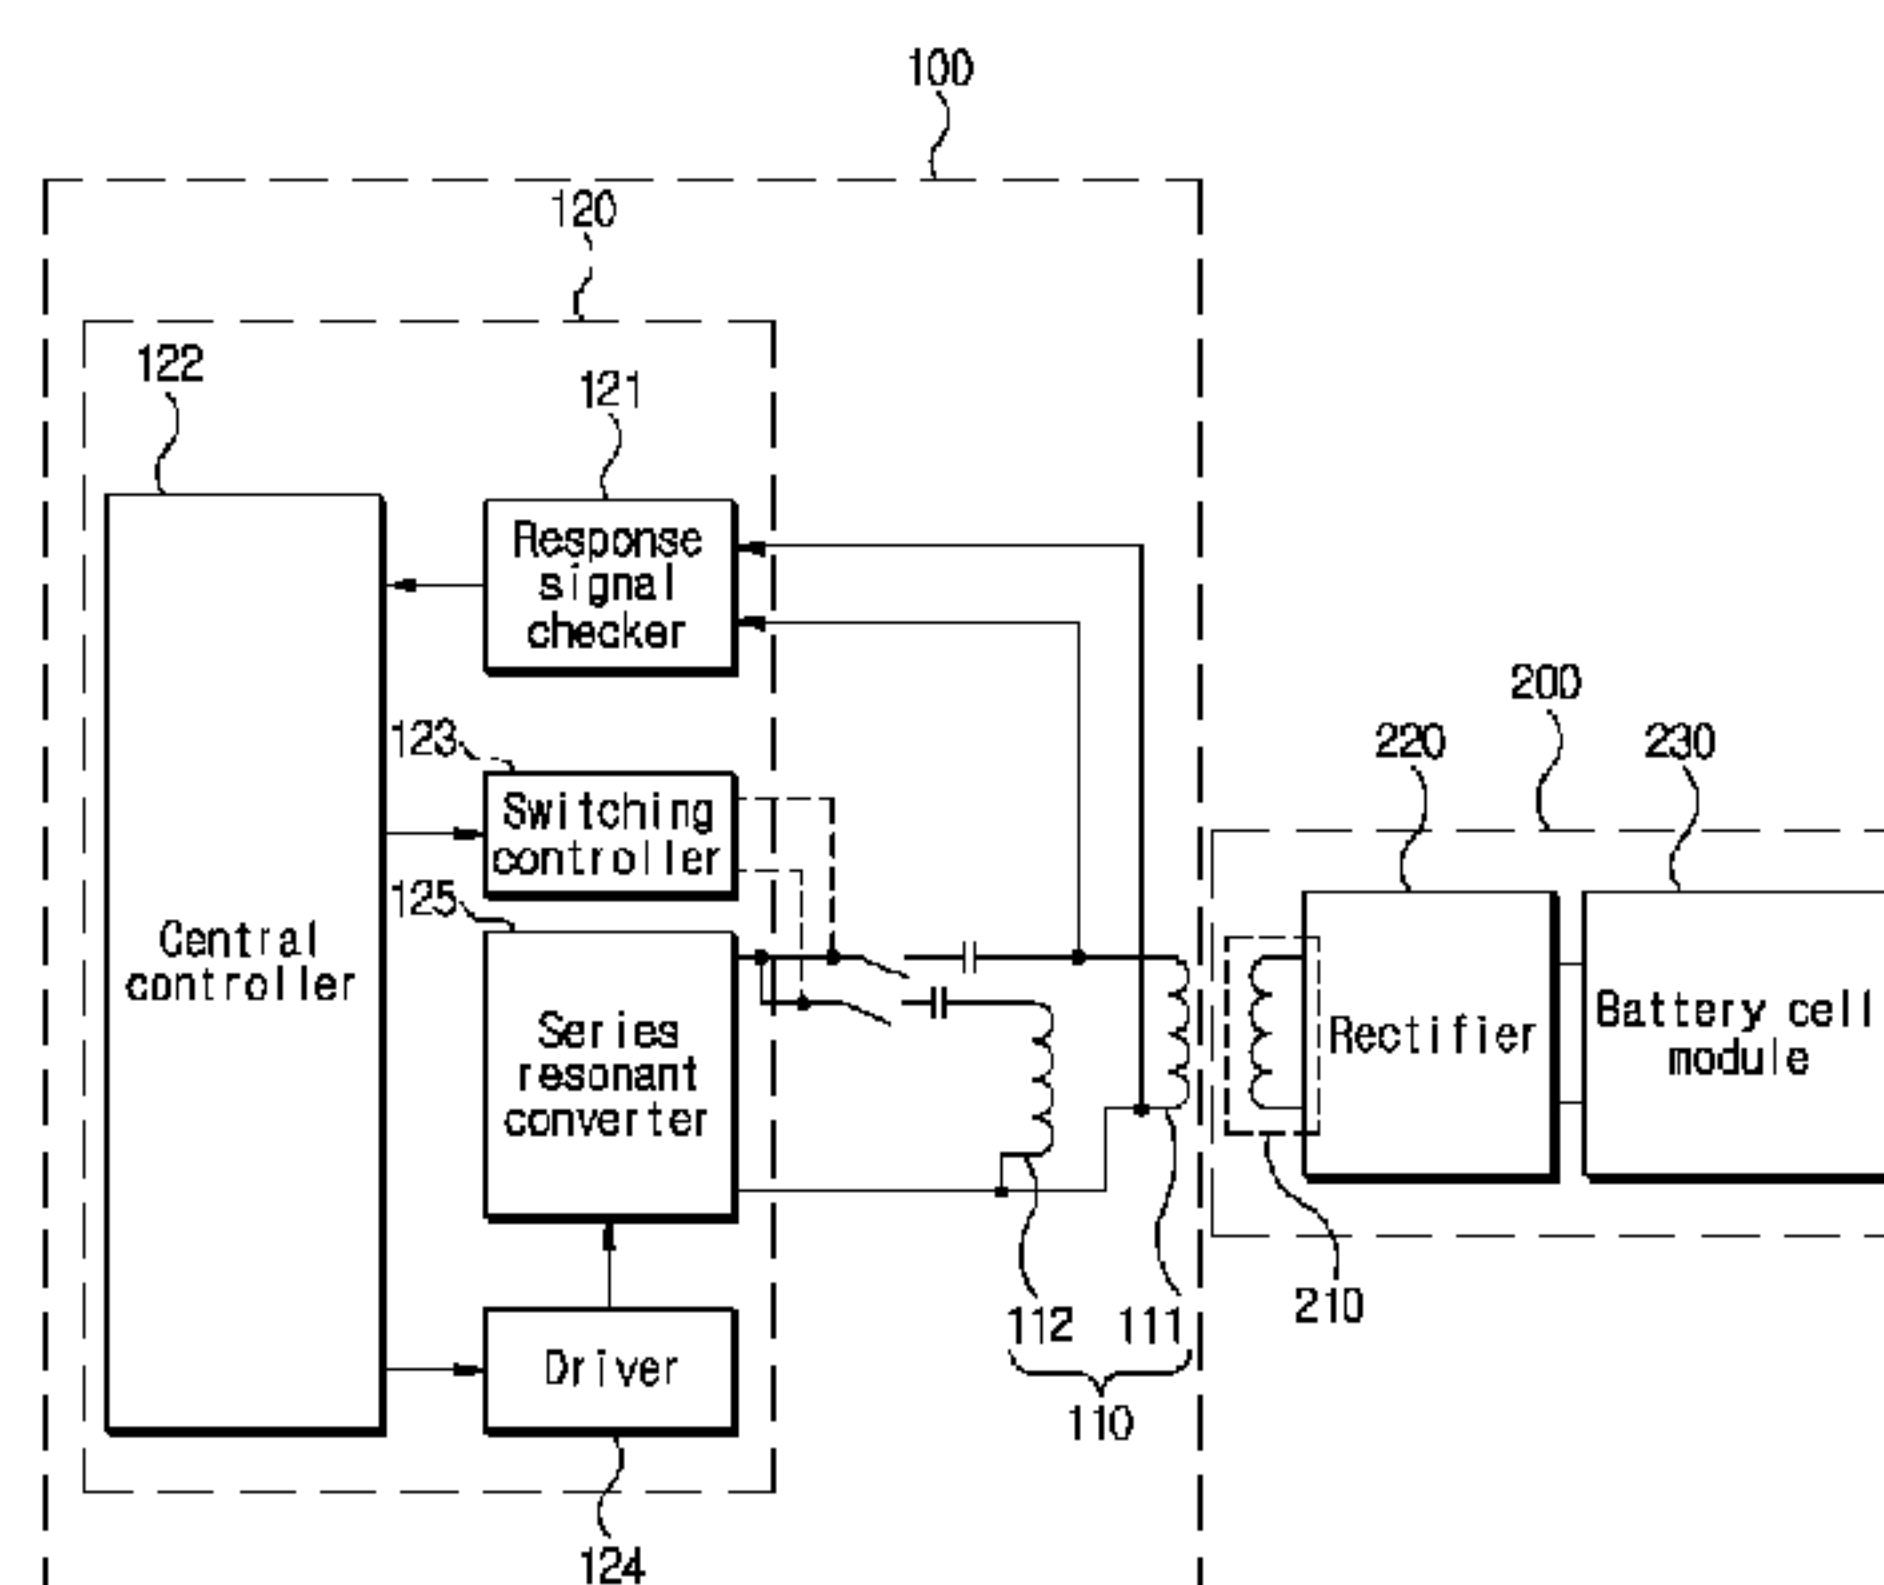 100
120
122
121
Response
signal
checker
200
220
230
123
Switching
controller
125
Central
controller
Series
resonant
converter
Rectifier
Battery cell
module
210
112
111
Driver
110
124